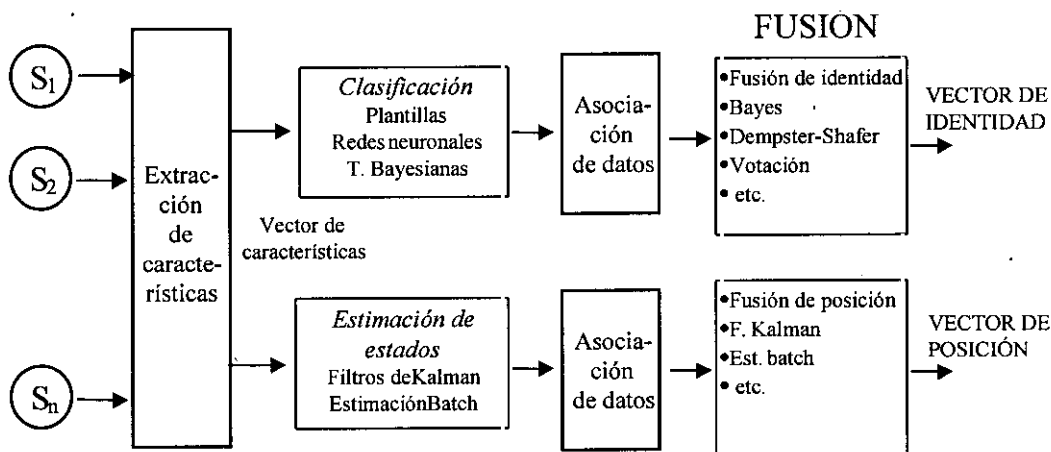 FUSION
S1
S2
Sn
Extrac-
ción
de
caracte-
rísticas
Vector de
características
Clasificación
Plantillas
Redes neuronales
T. Bayesianas
Asocia-
ción
de datos
•Fusión de identidad
•Bayes
•Dempster-Shafer
•Votación
• etc.
VECTOR DE
IDENTIDAD
Estimación de
estados
Filtros deKalman
EstimaciónBatch
Asocia-
ción
de datos
•Fusión de posición
•F. Kalman
•Est. batch
• etc.
VECTOR DE
POSICIÓN